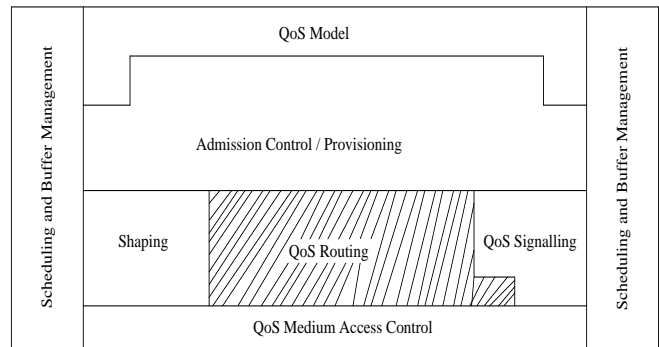 QoS Model
Scheduling and Buffer Management
Admission Control / Provisioning
Scheduling and Buffer Management
Shaping
QoS Routing
QoS Signalling
QoS Medium Access Control